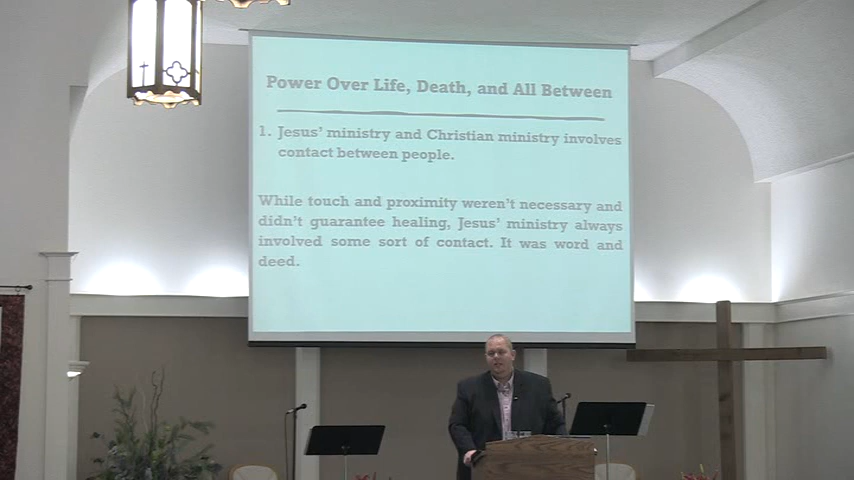 Power Over Life, Death, and All Between
1. Jesus' ministry and Christian ministry involves
contact between people.
While touch and proximity weren't necessary and
didn't guarantee healing, Jesus' ministry always
involved some sort of contact. It was word and
deed.